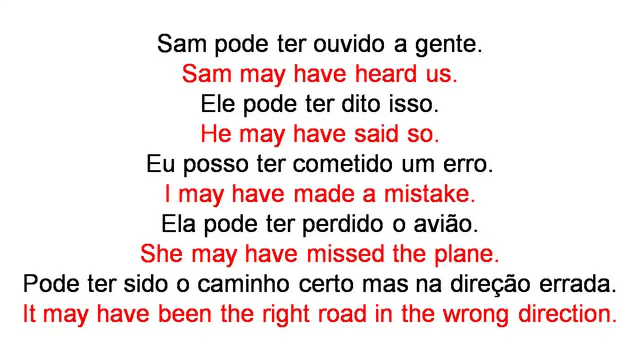 Sam pode ter ouvido a gente.
Sam may have heard us.
Ele pode ter dito isso.
He may have said so.
Eu posso ter cometido um erro.
I may have made a mistake.
Ela pode ter perdido o avião.
She may have missed the plane.
Pode ter sido o caminho certo mas na direção errada.
It may have been the right road in the wrong direction.